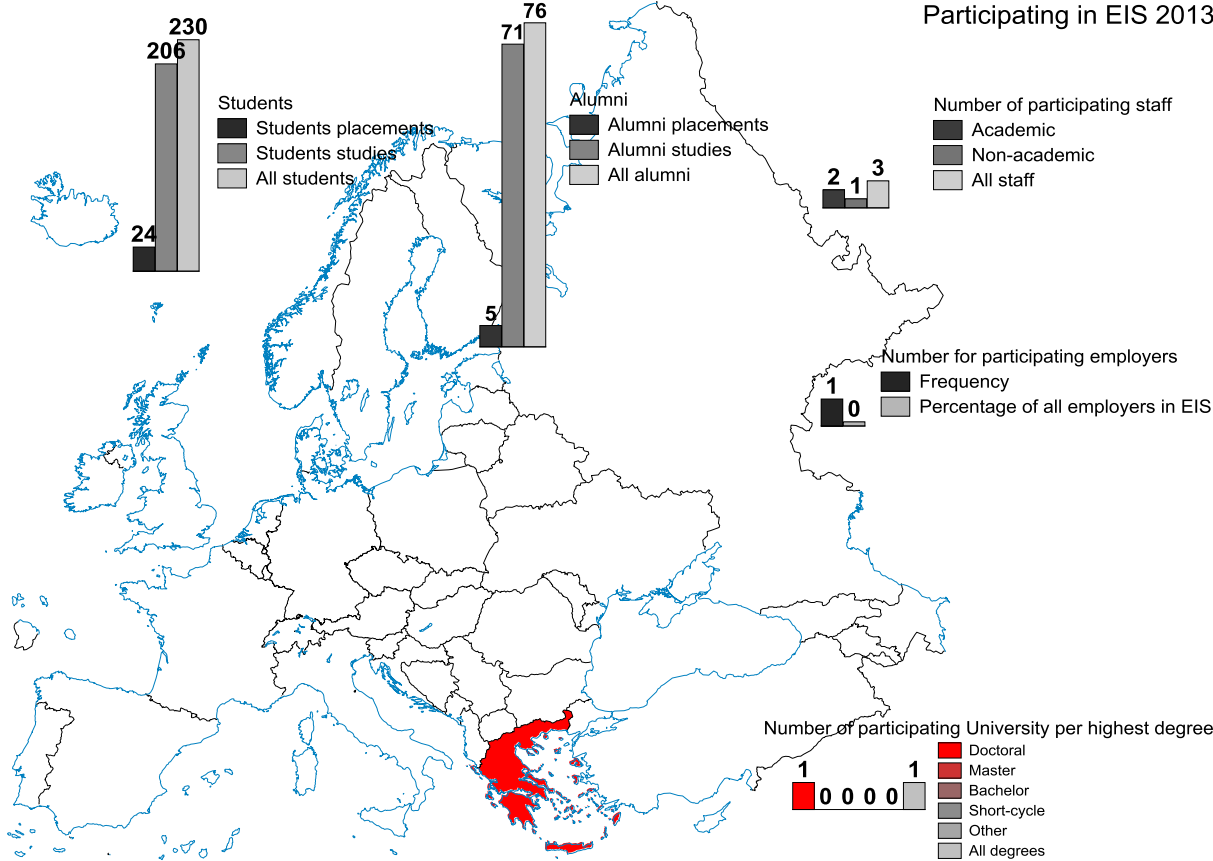 Participating in EIS 2013
230
206
24
Students
Students placements
Students studies
All students
76
71
5
Alumni
Alumni placements
Alumni studies
All alumni
Number of participating staff
Academic
Non-academic
All staff
2
1
3
Number for participating employers
Frequency
Percentage of all employers in EIS
1
0
Number of participating University per highest degree
Doctoral
Master
Bachelor
Short-cycle
Other
All degrees
1
0 0 0 0
1